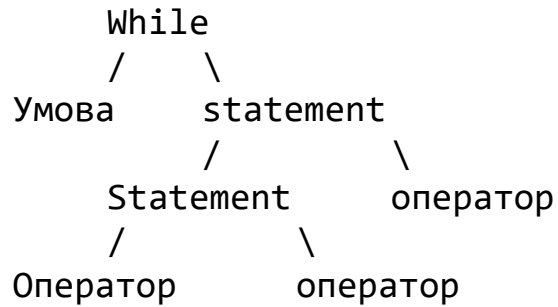 While
/ \
Умова statement
/ \
Statement оператор
/ \
Оператор оператор